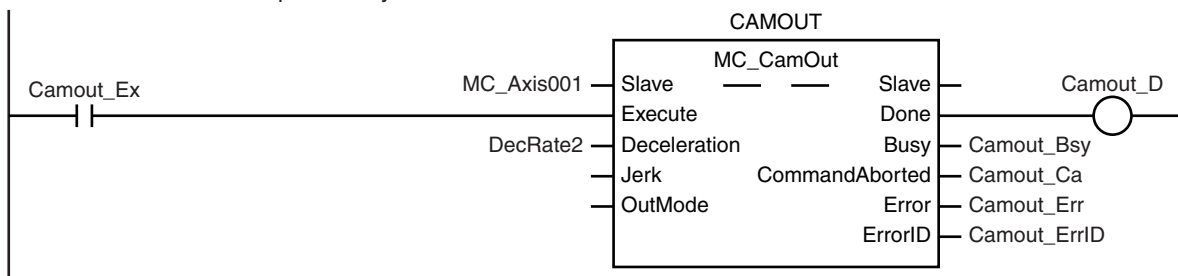 CAMOUT
MC_CamOut
Camout_Ex
MC_Axis001 Slave Slave Camout_D
Execute Done
DecRate2 Deceleration Busy Camout_Bsy
Jerk CommandAborted Camout_Ca
OutMode Error Camout_Err
ErrorID Camout_ErrID